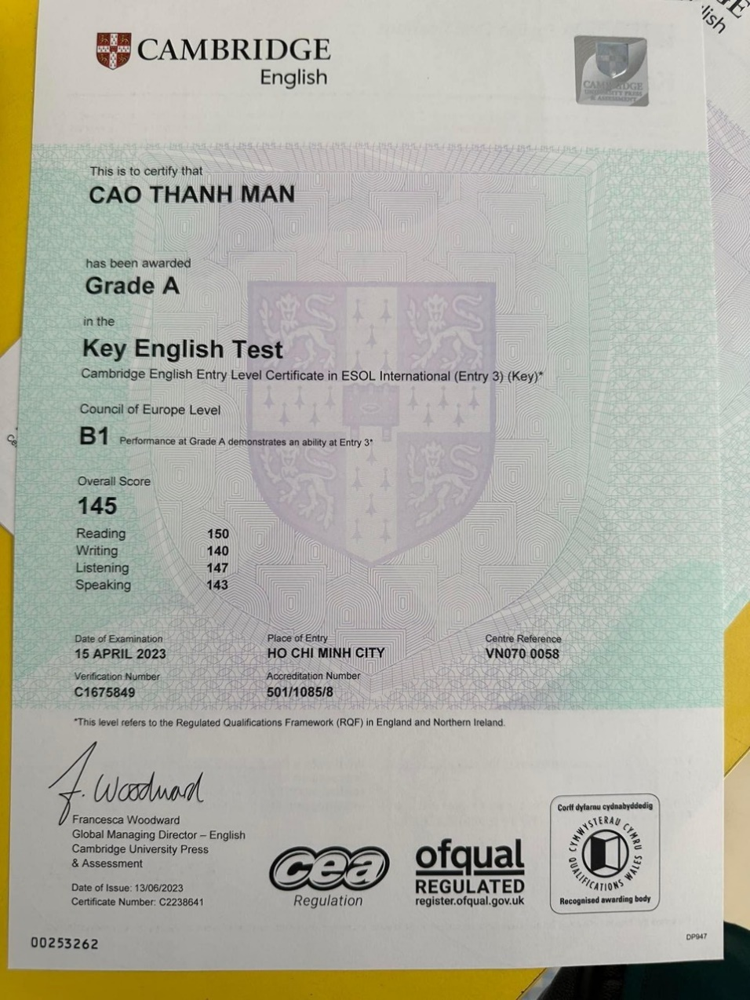 CAMBRIDGE
English
CAMBRIDGE
UNIVERSITY PRESS
& ASSESSMENT
This is to certify that
CAO THANH MAN
has been awarded
Grade A
in the
Key English Test
Cambridge English Entry Level Certificate in ESOL International (Entry 3) (Key)*
Council of Europe Level
B1 Performance at Grade A demonstrates an ability at Entry 3*
Overall Score
145
Reading 150
Writing 140
Listening 147
Speaking 143
Date of Examination Place of Entry Centre Reference
15 APRIL 2023 HO CHI MINH CITY VN070 0058
Verification Number Accreditation Number
C1675849 501/1085/8
*This level refers to the Regulated Qualifications Framework (RQF) in England and Northern Ireland.
F. Woodward
Francesca Woodward
Global Managing Director – English
Cambridge University Press
& Assessment
Date of Issue: 13/06/2023
Certificate Number: C2238641
cea
Regulation
ofqual
REGULATED
register.ofqual.gov.uk
Corff dyfarnu cydnabyddedig
CYMWYSTERAU CYMRU
QUALIFICATIONS WALES
Recognised awarding body
00253262
DP947